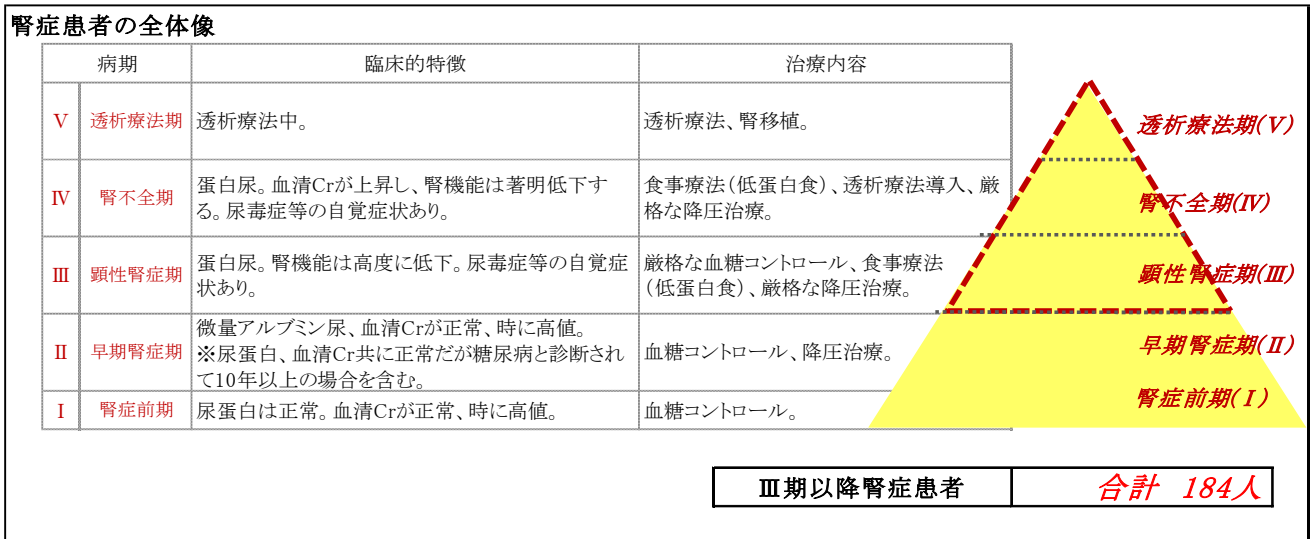 腎症患者の全体像
病期 臨床的特徴 治療内容
Ⅴ 透析療法期 透析療法中。 透析療法、腎移植。
Ⅳ 腎不全期 蛋白尿。血清Crが上昇し、腎機能は著明低下す
る。尿毒症等の自覚症状あり。
食事療法(低蛋白食)、透析療法導入、厳
格な降圧治療。
Ⅲ 顕性腎症期 蛋白尿。腎機能は高度に低下。尿毒症等の自覚症
状あり。
厳格な血糖コントロール、食事療法
(低蛋白食)、厳格な降圧治療。
Ⅱ 早期腎症期 微量アルブミン尿、血清Crが正常、時に高値。
※尿蛋白、血清Cr共に正常だが糖尿病と診断され
て10年以上の場合を含む。
血糖コントロール、降圧治療。
Ⅰ 腎症前期 尿蛋白は正常。血清Crが正常、時に高値。 血糖コントロール。
透析療法期(Ⅴ)
腎不全期(Ⅳ)
顕性腎症期(Ⅲ)
早期腎症期(Ⅱ)
腎症前期(Ⅰ)
Ⅲ期以降腎症患者 合計 184人